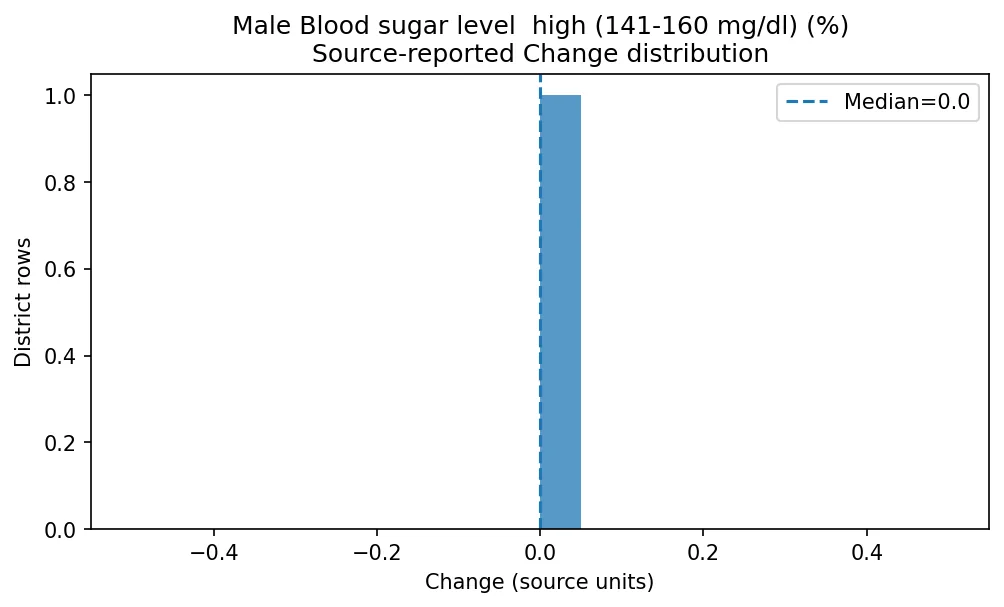 Male Blood sugar level  high (141-160 mg/dl) (%)
Source-reported Change distribution
Median=0.0
District rows
1.0
0.8
0.6
0.4
0.2
0.0
−0.4
−0.2
0.0
0.2
0.4
Change (source units)